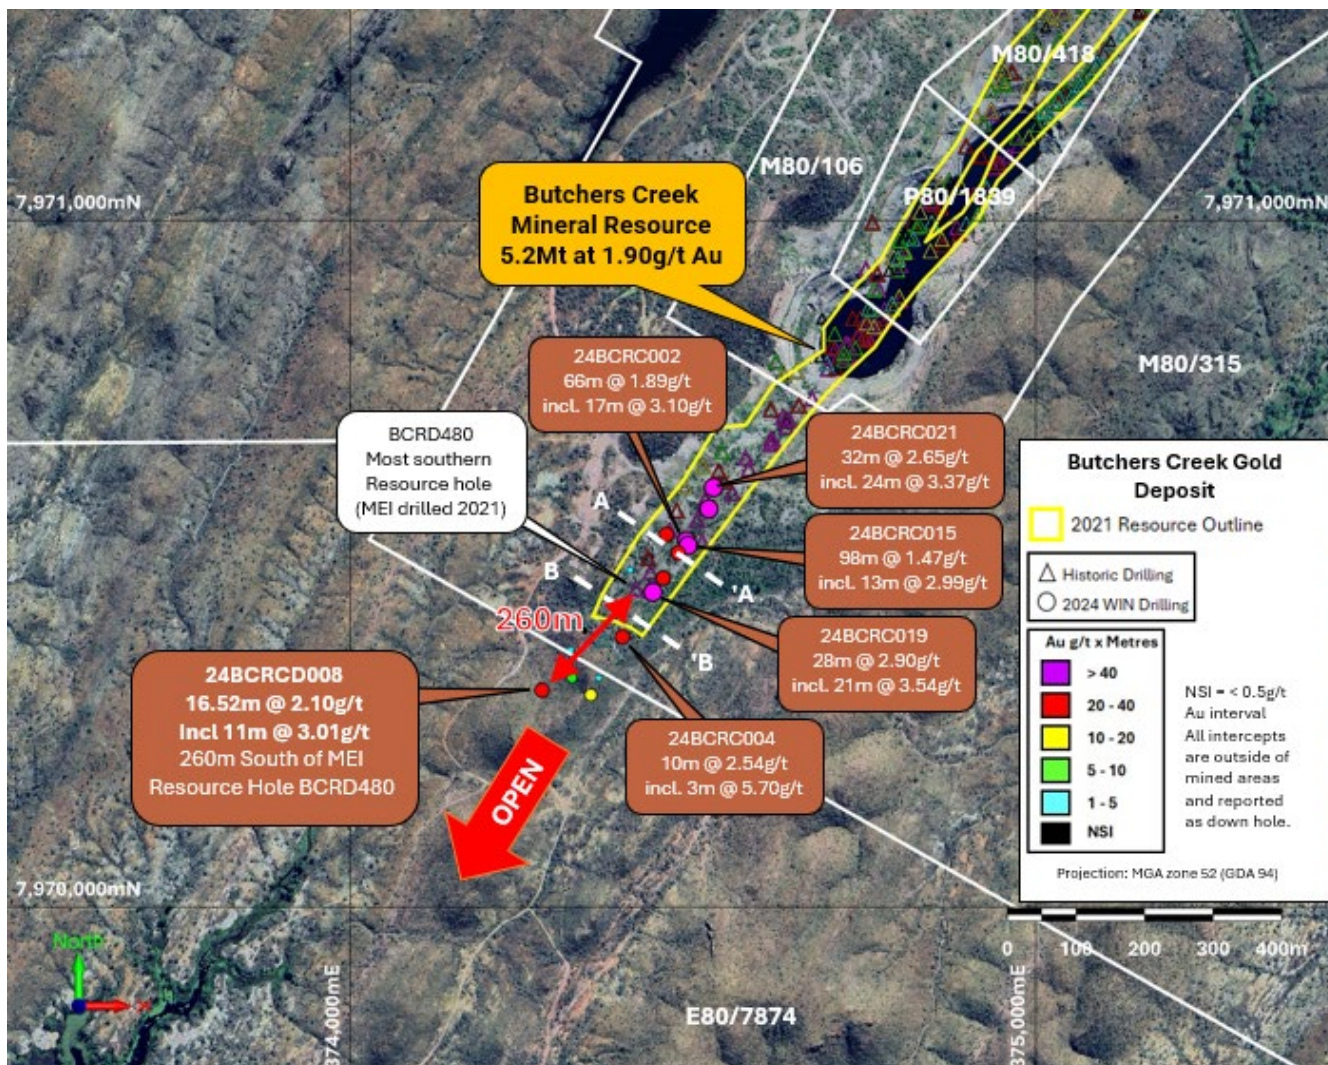 M80/418
M80/106
P80/1839
7,971,000mN
7,971,000mN
Butchers Creek
Mineral Resource
5.2Mt at 1.90g/t Au
M80/315
24BCRC002
66m @ 1.89g/t
incl. 17m @ 3.10g/t
BCRD480
Most southern
Resource hole
(MEI drilled 2021)
24BCRC021
32m @ 2.65g/t
incl. 24m @ 3.37g/t
24BCRC015
98m @ 1.47g/t
incl. 13m @ 2.99g/t
A
'A
B
'B
260m
24BCRC019
28m @ 2.90g/t
incl. 21m @ 3.54g/t
24BCRCD008
16.52m @ 2.10g/t
Incl 11m @ 3.01g/t
260m South of MEI
Resource Hole BCRD480
24BCRC004
10m @ 2.54g/t
incl. 3m @ 5.70g/t
OPEN
Butchers Creek Gold
Deposit
2021 Resource Outline
Historic Drilling
2024 WIN Drilling
Au g/t x Metres
> 40
20 - 40
10 - 20
5 - 10
1 - 5
NSI
NSI = < 0.5g/t
Au interval
All intercepts
are outside of
mined areas
and reported
as down hole.
Projection: MGA zone 52 (GDA 94)
0 100 200 300 400m
7,970,000mN
North
374,000mE
375,000mE
E80/7874